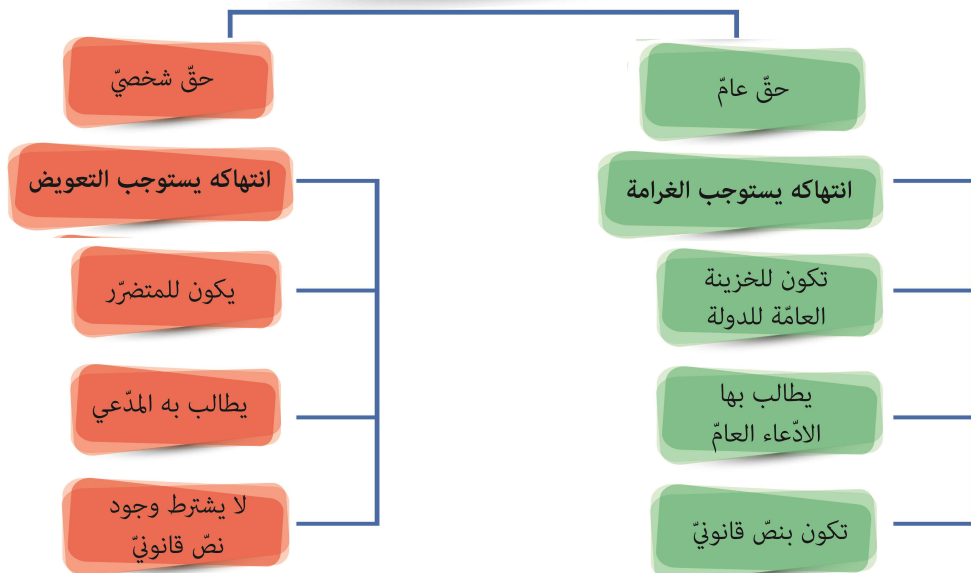 حقّ عامّ
انتهاكه يستوجب الغرامة
تكون للخزينة
العامّة للدولة
يطالب بها
الادّعاء العامّ
تكون بنصّ قانونيّ
حقّ شخصيّ
انتهاكه يستوجب التعويض
يكون للمتضرّر
يطالب به المدّعي
لا يشترط وجود
نصّ قانونيّ